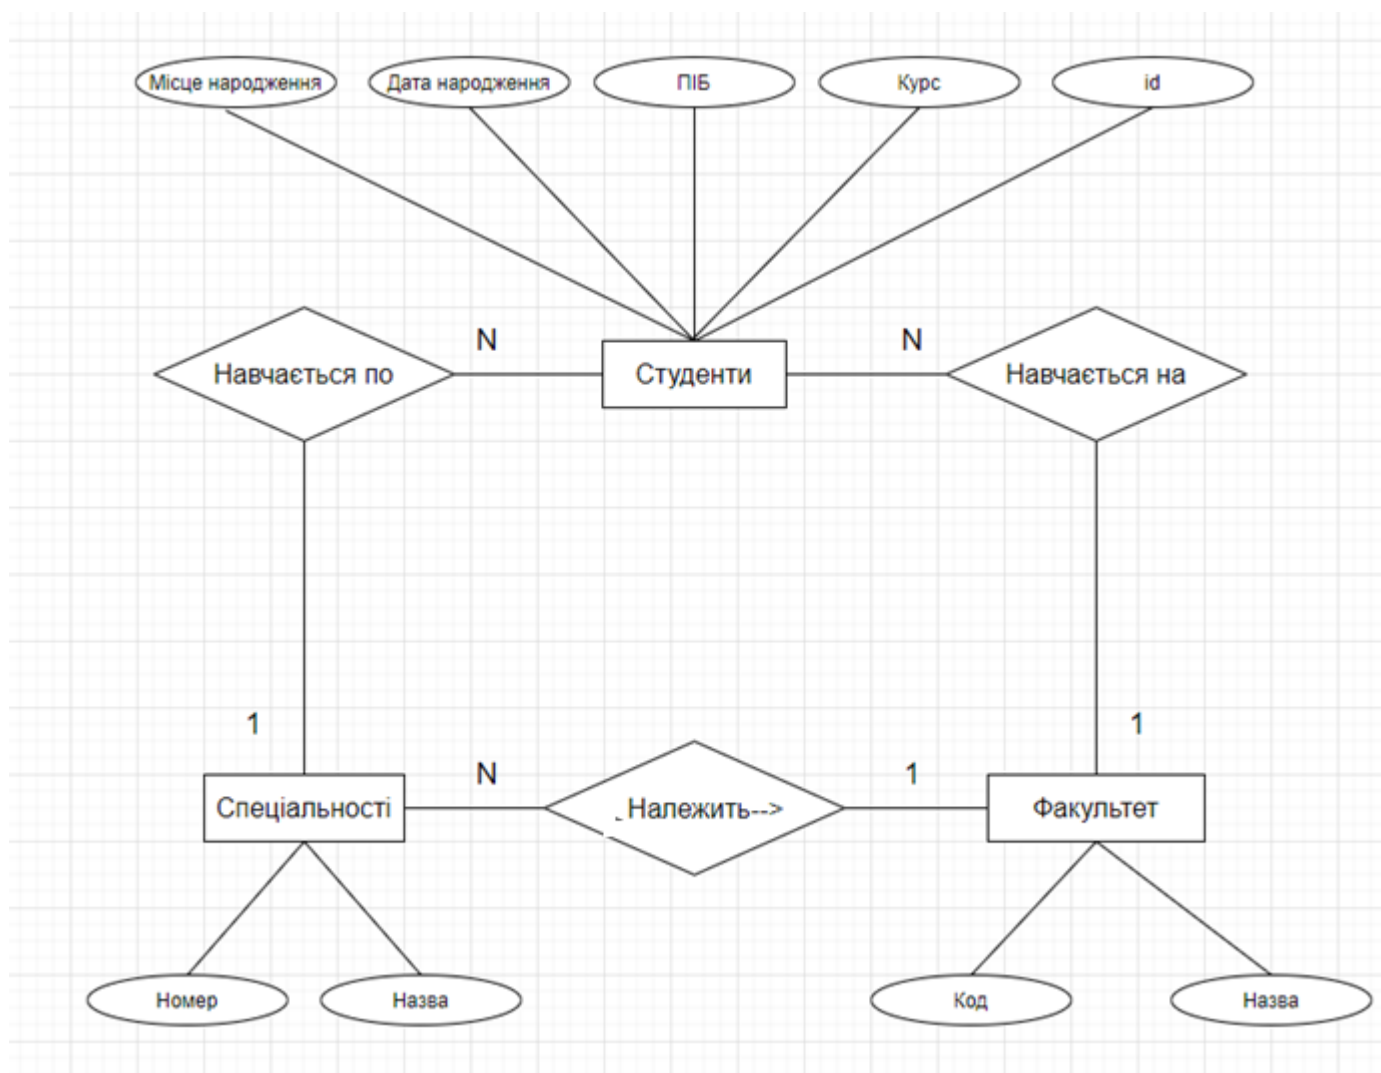 Місце народження
Дата народження
ПІБ
Курс
id
N
N
Навчається по
Студенти
Навчається на
1
1
N
1
Спеціальності
Належить-->
Факультет
Номер
Назва
Код
Назва